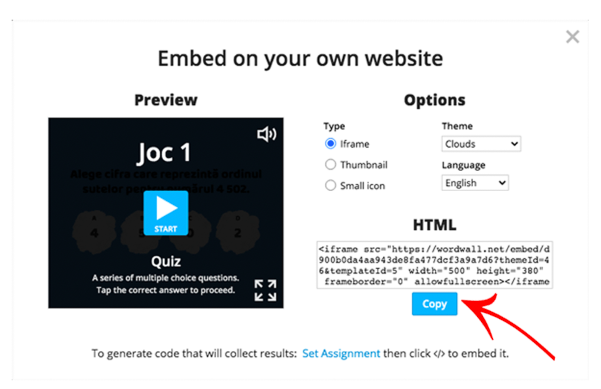 Embed on your own website
Preview
Joc 1
Alege cifra care reprezintă ordinul
sutelor pentru numărul 4 502.
4
5
0
2
START
Quiz
A series of multiple choice questions.
Tap the correct answer to proceed.
Options
Type
Iframe
Thumbnail
Small icon
Theme
Clouds
Language
English
HTML
<iframe src="https://wordwall.net/embed/d
900b0da4aa943de8fa477dcf3a9a7d6?themeId=4
6&templateId=5" width="500" height="380"
frameborder="0" allowfullscreen></iframe
Copy
To generate code that will collect results: Set Assignment then click </> to embed it.